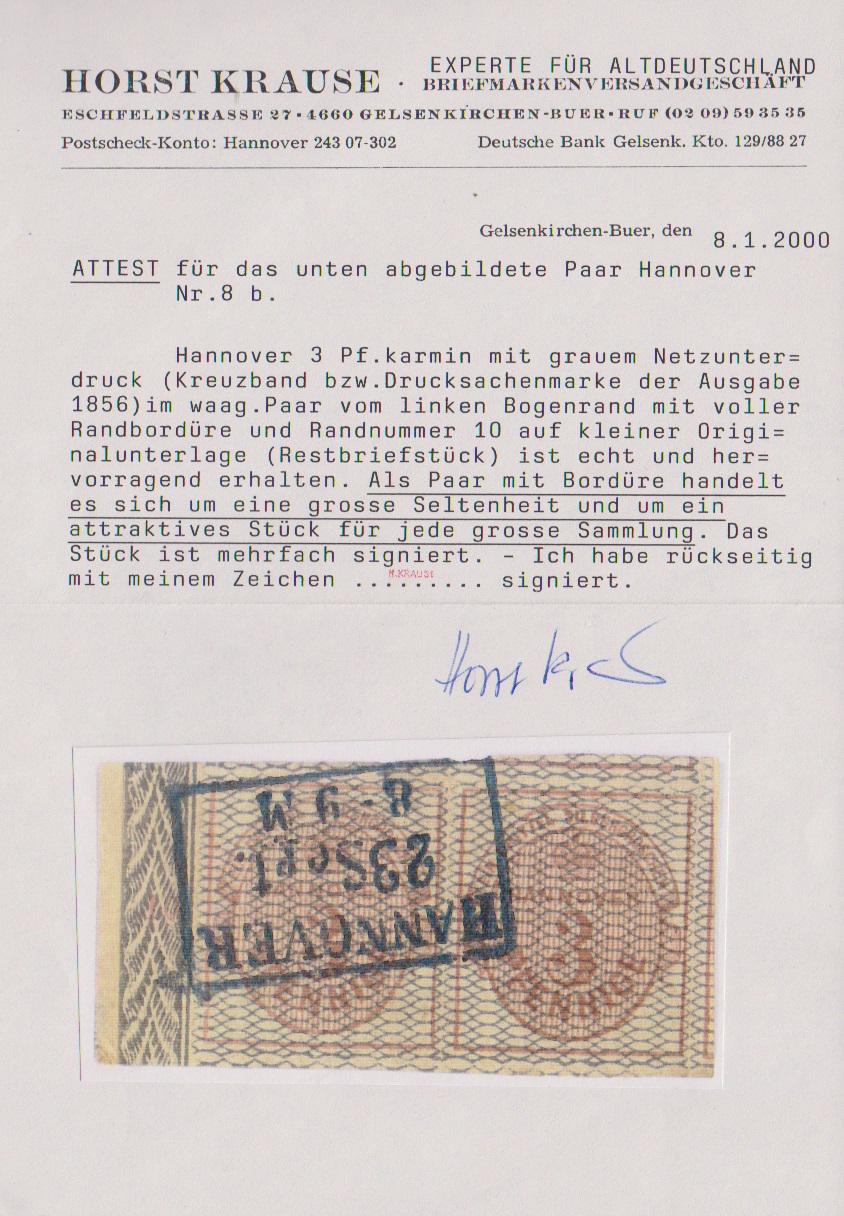 EXPERTE FÜR ALTDEUTSCHLAND
HORST KRAUSE · BRIEFMARKENVERSANDGESCHÄFT
ESCHFELDSTRASSE 27 · 4660 GELSENKIRCHEN-BUER · RUF (02 09) 59 35 35
Postscheck-Konto: Hannover 243 07-302 Deutsche Bank Gelsenk. Kto. 129/88 27
Gelsenkirchen-Buer, den 8.1.2000
ATTEST für das unten abgebildete Paar Hannover
Nr.8 b.
Hannover 3 Pf.karmin mit grauem Netzunter=
druck (Kreuzband bzw.Drucksachenmarke der Ausgabe
1856)im waag.Paar vom linken Bogenrand mit voller
Randbordüre und Randnummer 10 auf kleiner Origi=
nalunterlage (Restbriefstück) ist echt und her=
vorragend erhalten. Als Paar mit Bordüre handelt
es sich um eine grosse Seltenheit und um ein
attraktives Stück für jede grosse Sammlung. Das
Stück ist mehrfach signiert. - Ich habe rückseitig
mit meinem Zeichen ......... signiert.
H.KRAUSE
Horst K
HANNOVER
23 Sept.
8 - 9 M
3
PFENNIGE